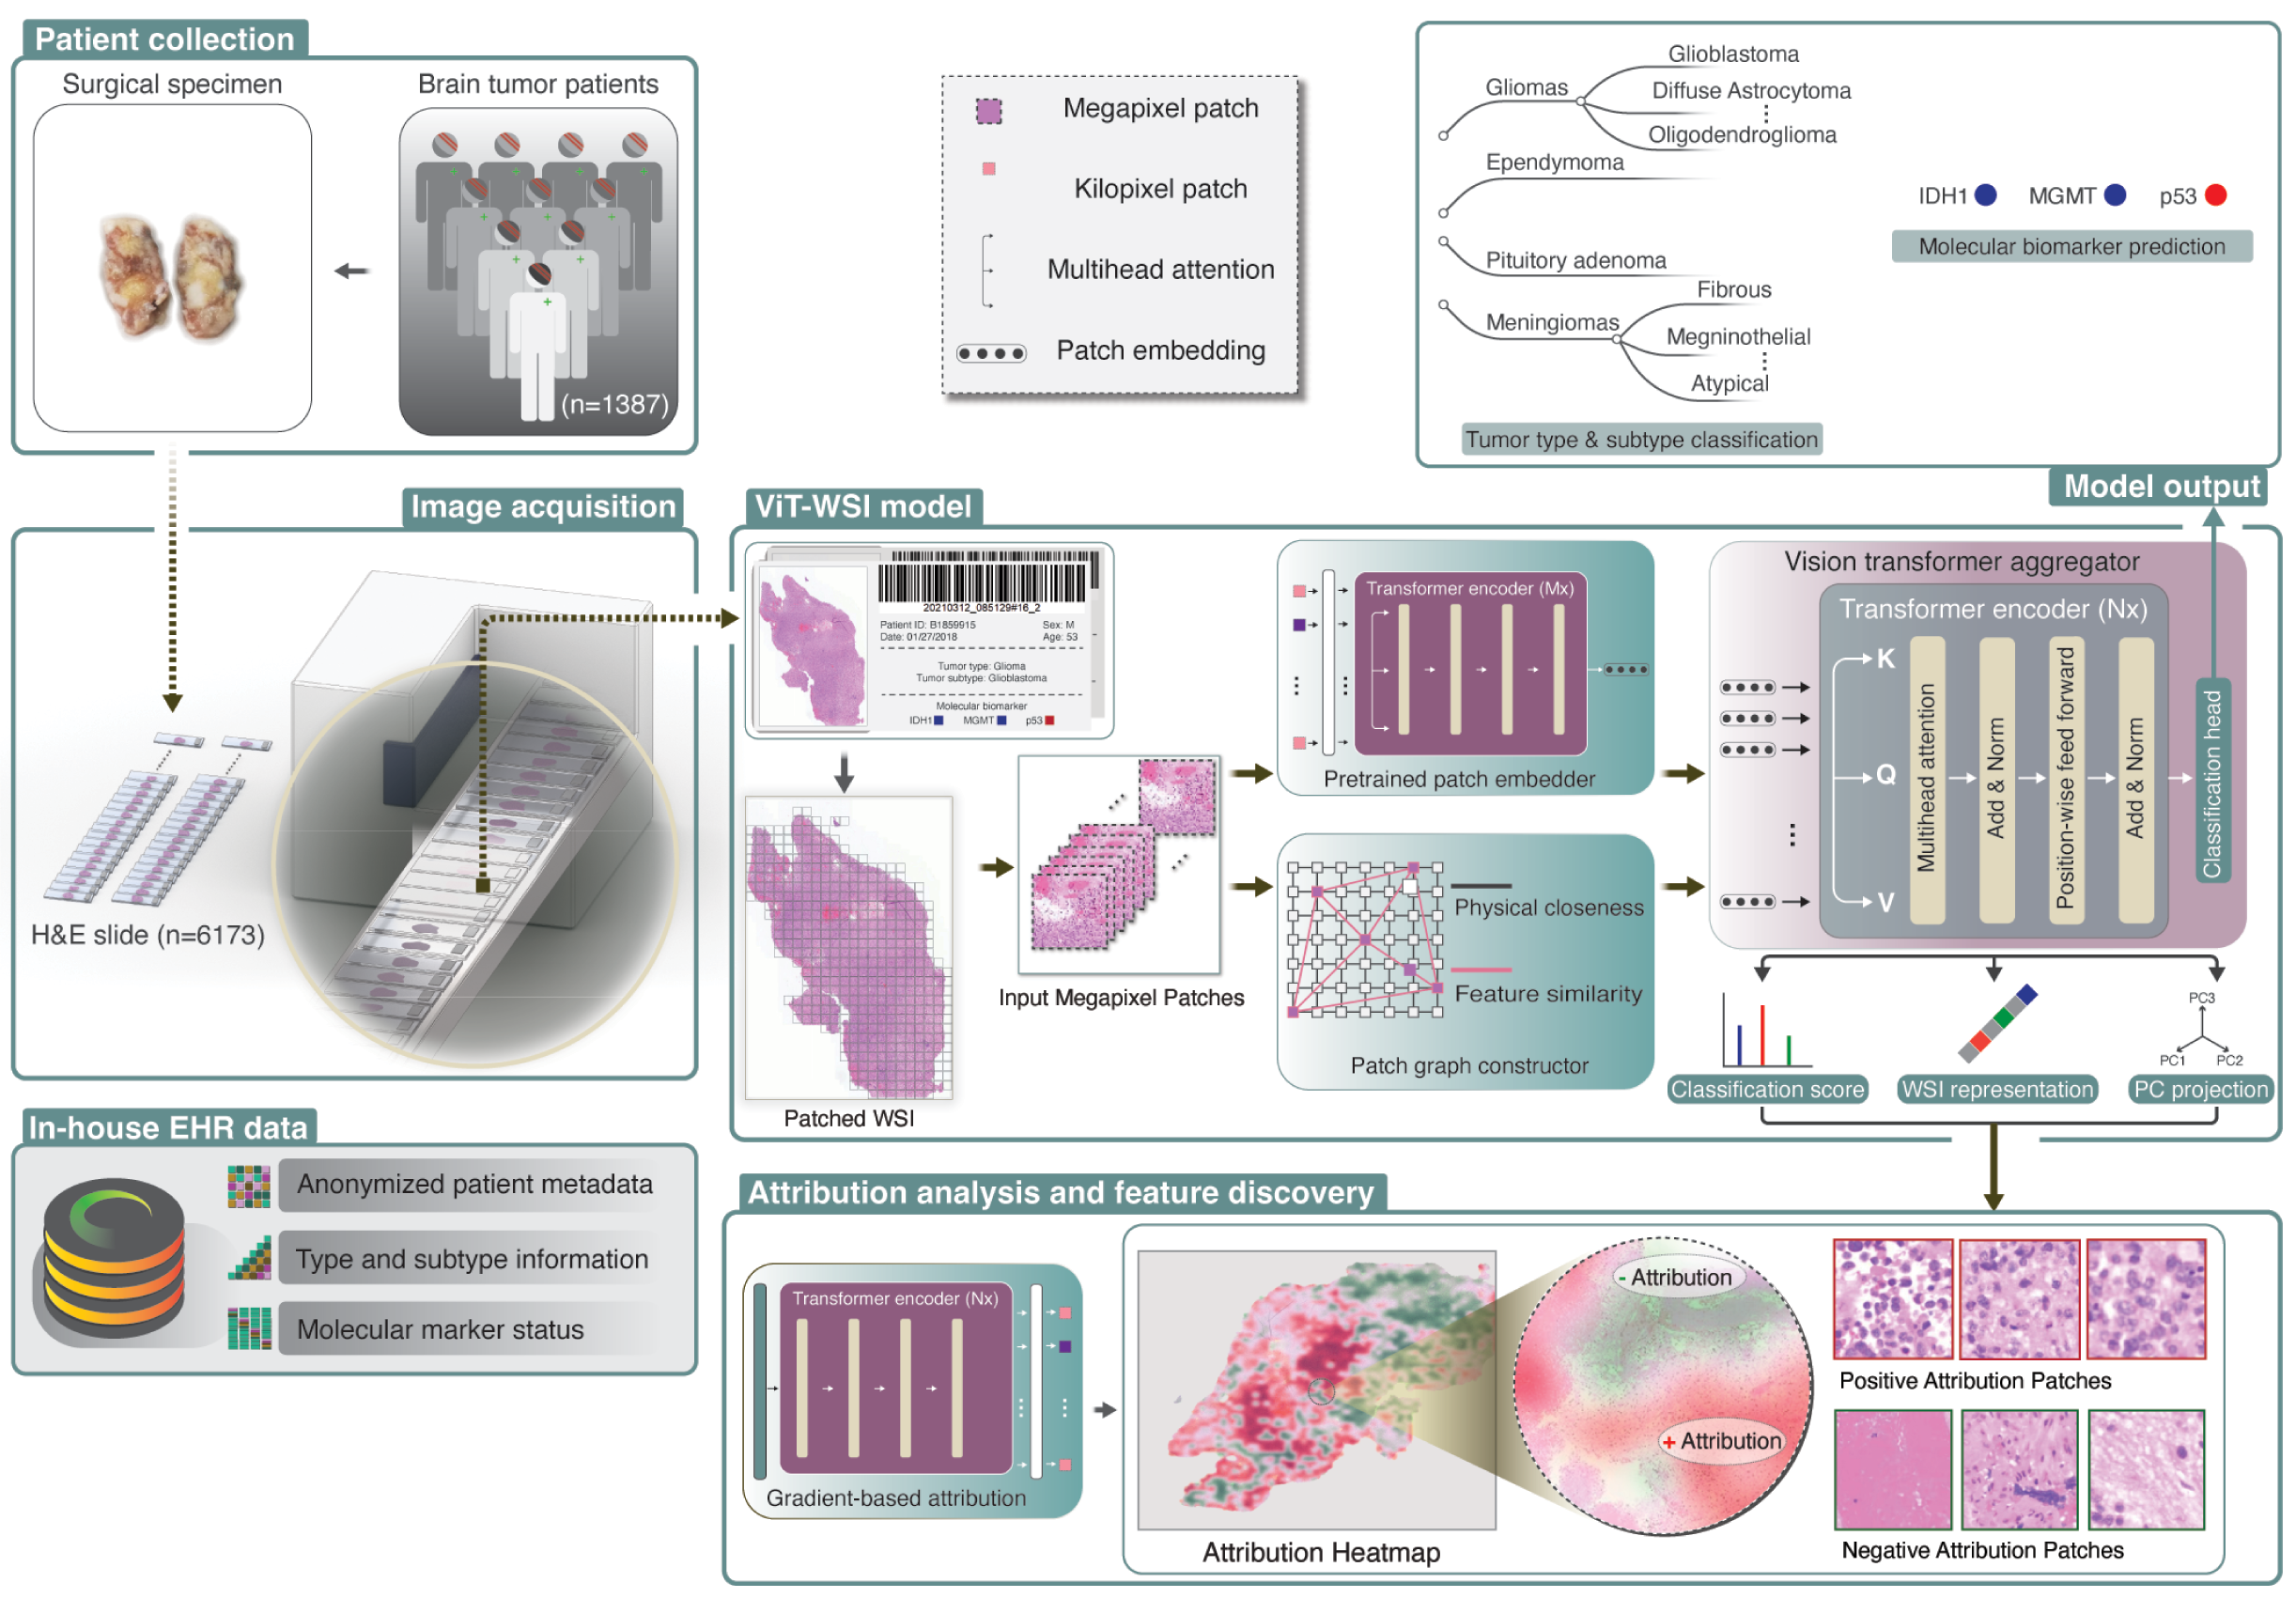 Patient collection
Surgical specimen
Brain tumor patients
(n=1387)
Megapixel patch
Kilopixel patch
Multihead attention
Patch embedding
Gliomas
Glioblastoma
Diffuse Astrocytoma
Oligodendroglioma
Ependymoma
Pituitory adenoma
Meningiomas
Fibrous
Megninothelial
Atypical
Tumor type & subtype classification
IDH1
MGMT
p53
Molecular biomarker prediction
Model output
Image acquisition
H&E slide (n=6173)
ViT-WSI model
20210312_085129#16_2
Patient ID: B1859915
Sex: M
Date: 01/27/2018
Age: 53
Tumor type: Glioma
Tumor subtype: Glioblastoma
Molecular biomarker
IDH1
MGMT
p53
Patched WSI
Input Megapixel Patches
Transformer encoder (Mx)
Pretrained patch embedder
Physical closeness
Feature similarity
Patch graph constructor
Vision transformer aggregator
Transformer encoder (Nx)
K
Q
V
Multihead attention
Add & Norm
Position-wise feed forward
Add & Norm
Classification head
Classification score
WSI representation
PC3
PC1
PC2
PC projection
In-house EHR data
Anonymized patient metadata
Type and subtype information
Molecular marker status
Attribution analysis and feature discovery
Transformer encoder (Nx)
Gradient-based attribution
Attribution Heatmap
- Attribution
+ Attribution
Positive Attribution Patches
Negative Attribution Patches